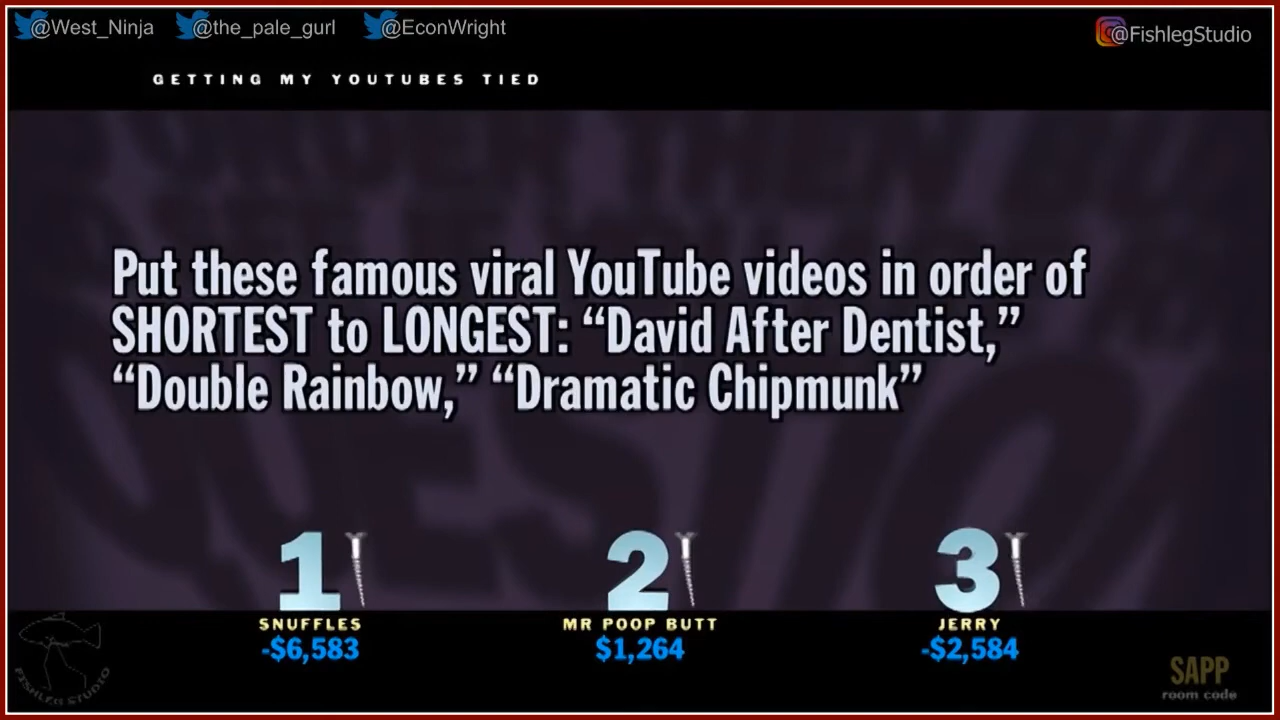 @West_Ninja @the_pale_gurl @EconWright @FishlegStudio
GETTING MY YOUTUBES TIED
Put these famous viral YouTube videos in order of
SHORTEST to LONGEST: “David After Dentist,”
“Double Rainbow,” “Dramatic Chipmunk”
1 2 3
SNUFFLES MR POOP BUTT JERRY
-$6,583 $1,264 -$2,584
FISHLEG STUDIO
SAPP
room code